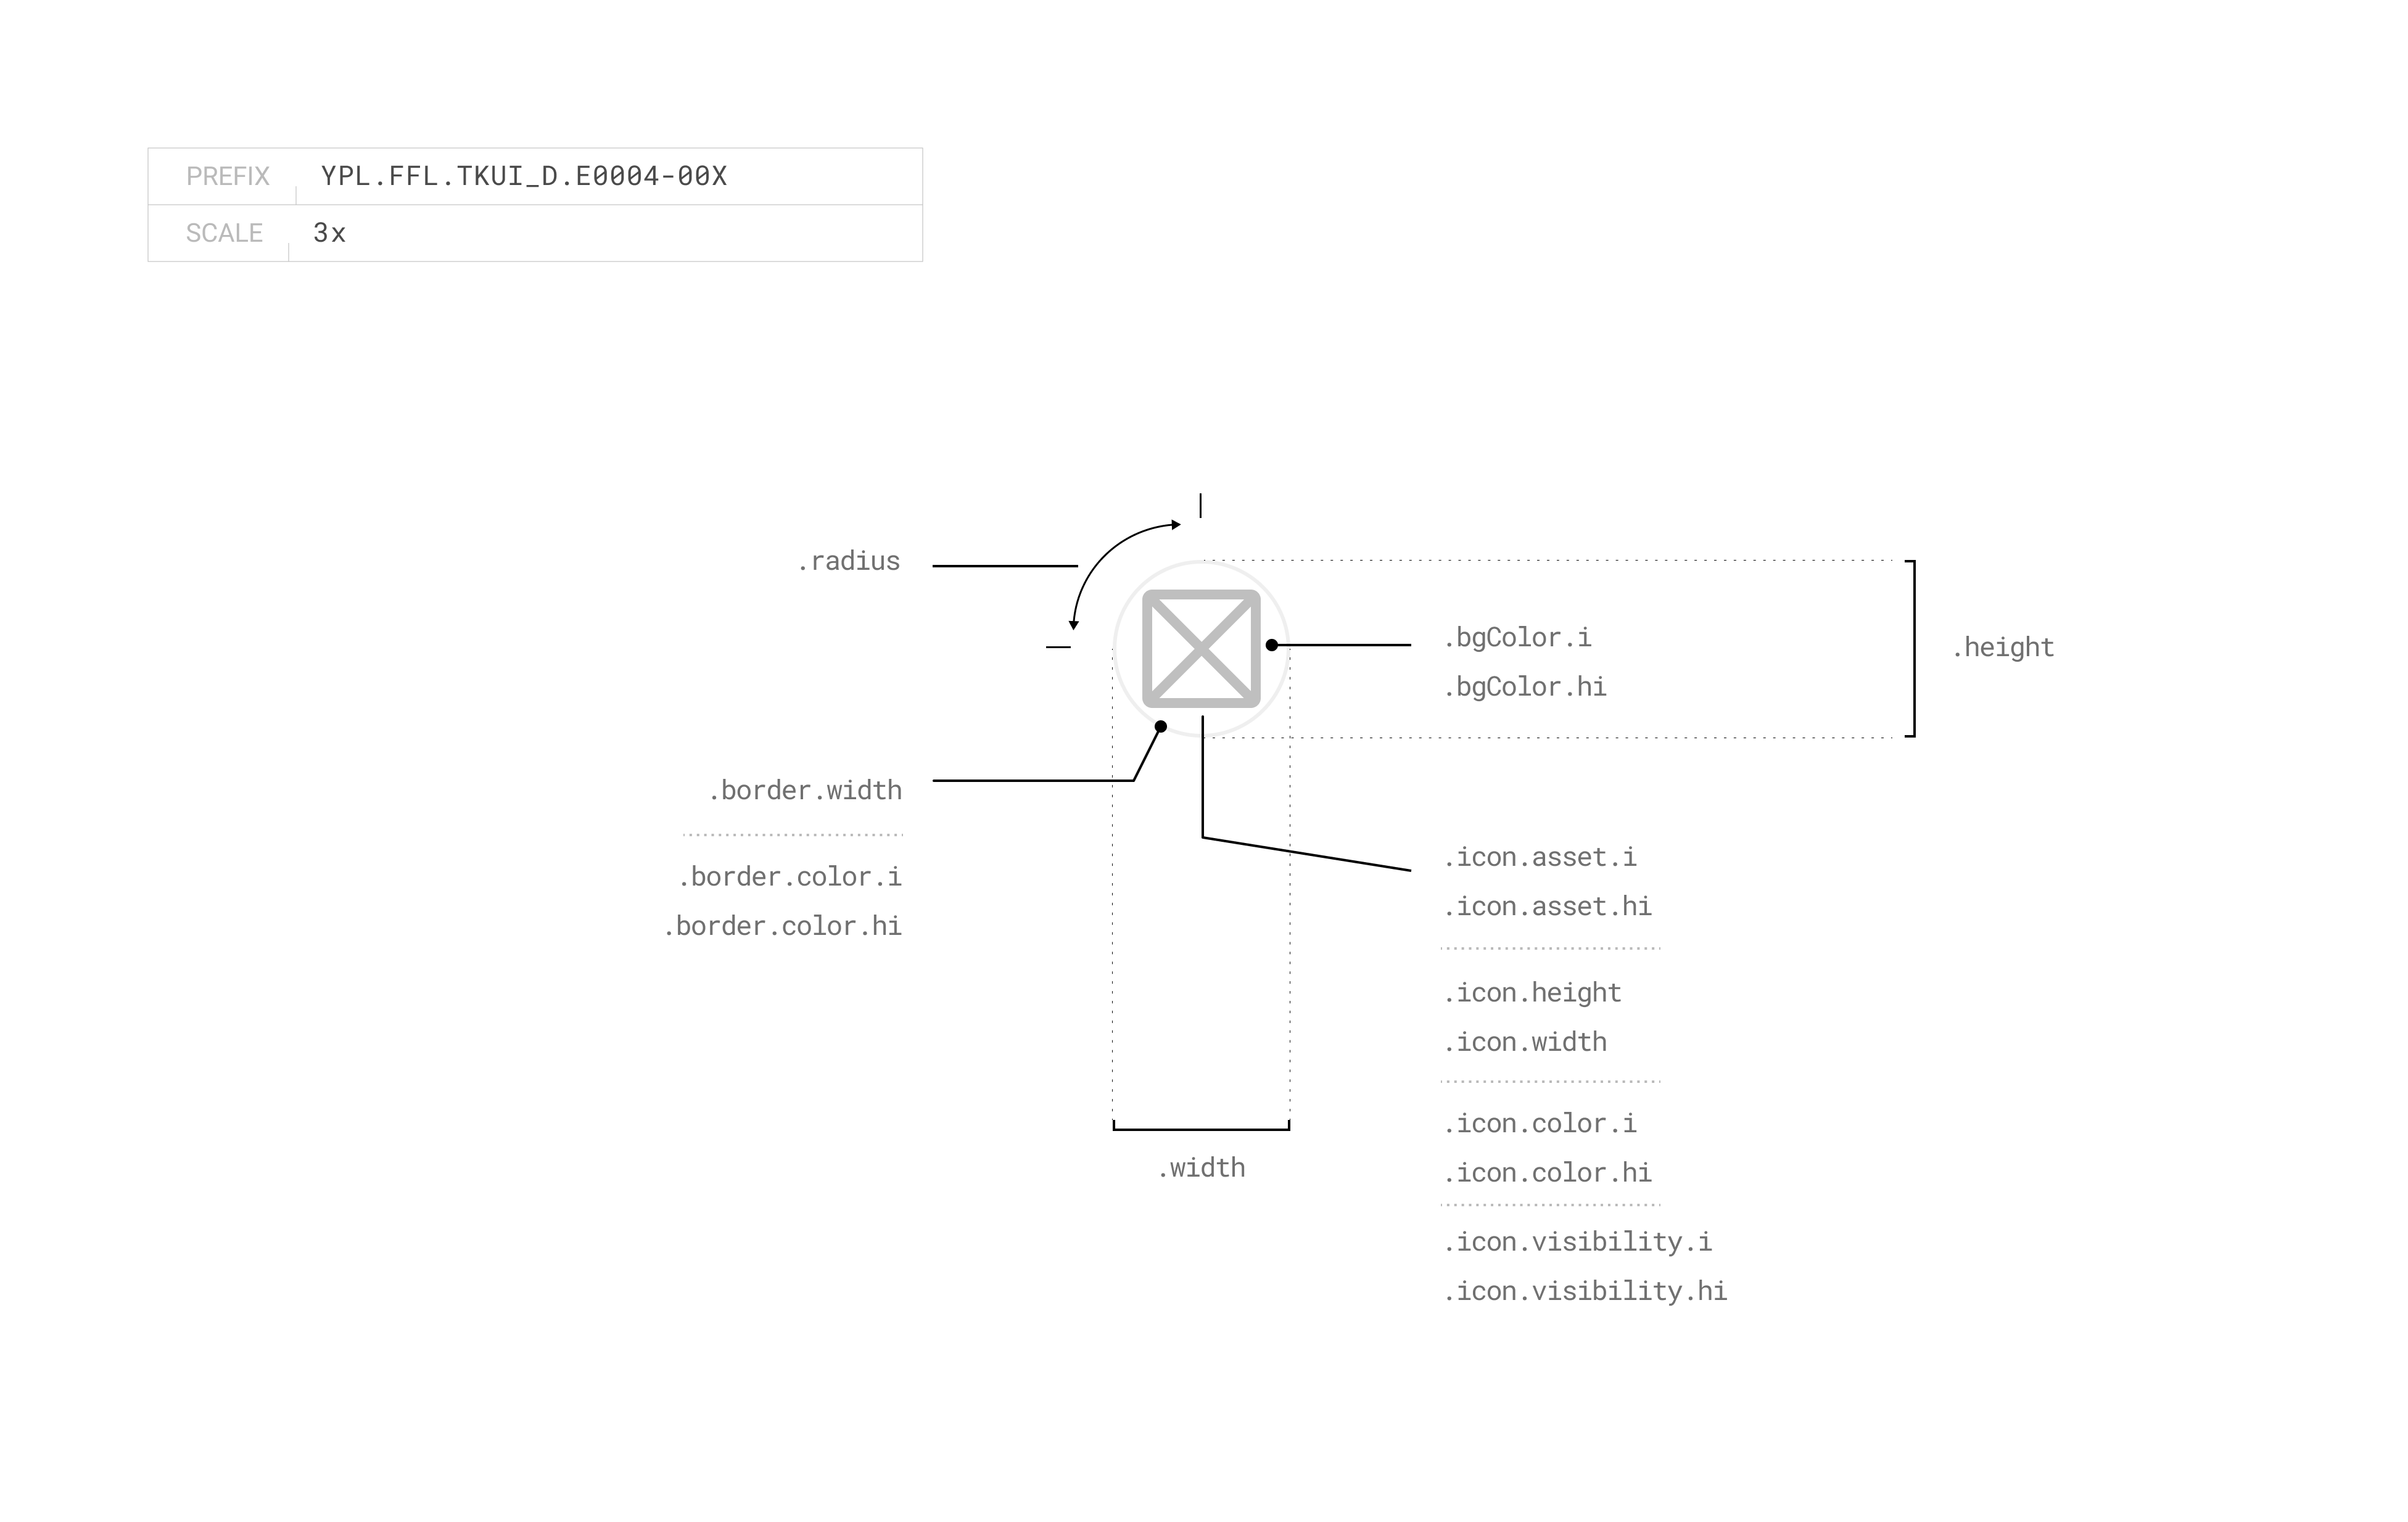 PREFIX YPL.FFL.TKUI_D.E0004-00X
SCALE 3x
.radius
.bgColor.i
.bgColor.hi
.height
.border.width
.border.color.i
.border.color.hi
.icon.asset.i
.icon.asset.hi
.icon.height
.icon.width
.icon.color.i
.icon.color.hi
.width
.icon.visibility.i
.icon.visibility.hi